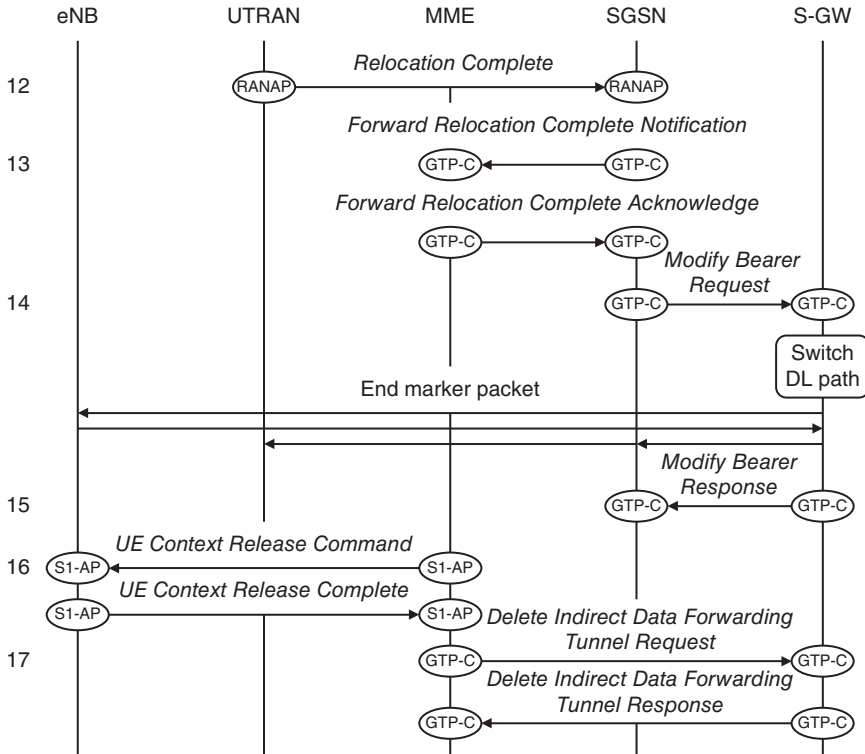 eNB UTRAN MME SGSN S-GW
Relocation Complete
12 RANAP RANAP
Forward Relocation Complete Notification
13 GTP-C GTP-C
Forward Relocation Complete Acknowledge
GTP-C GTP-C
Modify Bearer
Request
14 GTP-C GTP-C
Switch
DL path
End marker packet
Modify Bearer
Response
15 GTP-C GTP-C
UE Context Release Command
16 S1-AP S1-AP
UE Context Release Complete
S1-AP S1-AP
Delete Indirect Data Forwarding
Tunnel Request
17 GTP-C GTP-C
Delete Indirect Data Forwarding
Tunnel Response
GTP-C GTP-C